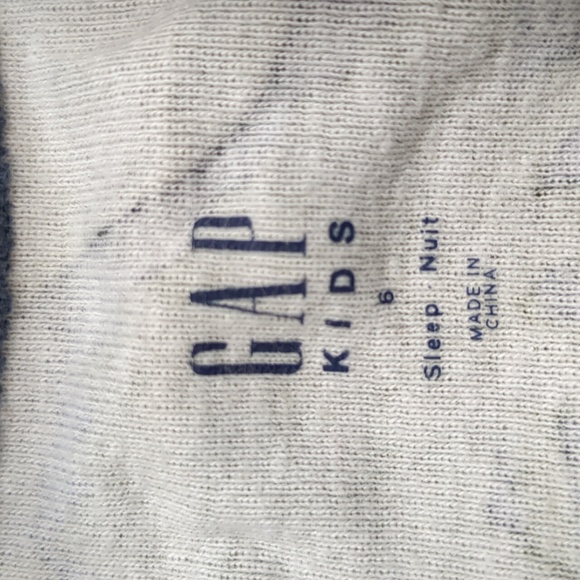 GAP
KIDS
6
Sleep · Nuit
MADE IN
CHINA